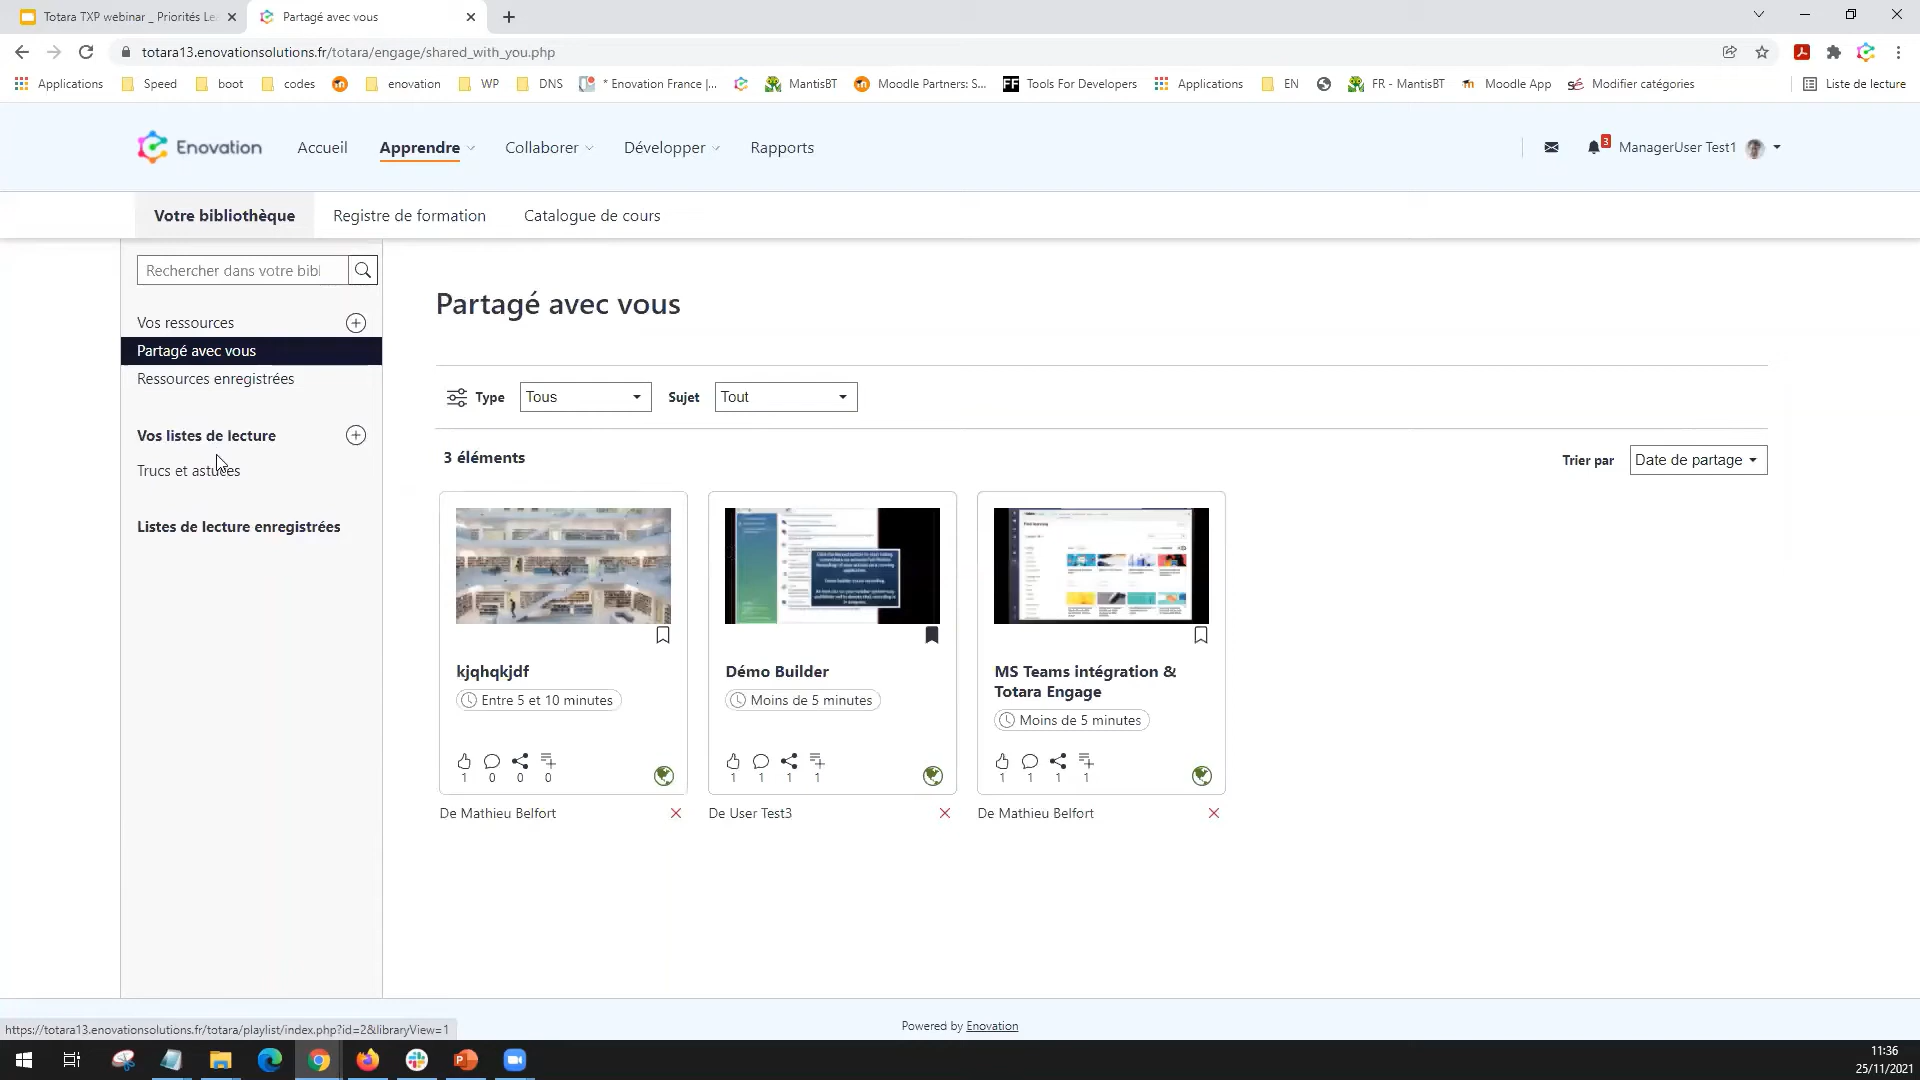 Totara TXP webinar _ Priorités Le
Partagé avec vous
totara13.enovationsolutions.fr/totara/engage/shared_with_you.php
Applications
Speed
boot
codes
enovation
WP
DNS
* Enovation France |...
MantisBT
Moodle Partners: S...
FF
Tools For Developers
Applications
EN
FR - MantisBT
Moodle App
Modifier catégories
Liste de lecture
Enovation
Accueil
Apprendre
Collaborer
Développer
Rapports
3
ManagerUser Test1
Votre bibliothèque
Registre de formation
Catalogue de cours
Rechercher dans votre bibl
Vos ressources
Partagé avec vous
Ressources enregistrées
Vos listes de lecture
Trucs et astuces
Listes de lecture enregistrées
Partagé avec vous
Type
Tous
Sujet
Tout
3 éléments
Trier par
Date de partage
kjqhqkjdf
Entre 5 et 10 minutes
1 0 0 0
De Mathieu Belfort
Démo Builder
Moins de 5 minutes
1 1 1 1
De User Test3
MS Teams intégration &
Totara Engage
Moins de 5 minutes
1 1 1 1
De Mathieu Belfort
Powered by Enovation
https://totara13.enovationsolutions.fr/totara/playlist/index.php?id=2&libraryView=1
11:36
25/11/2021